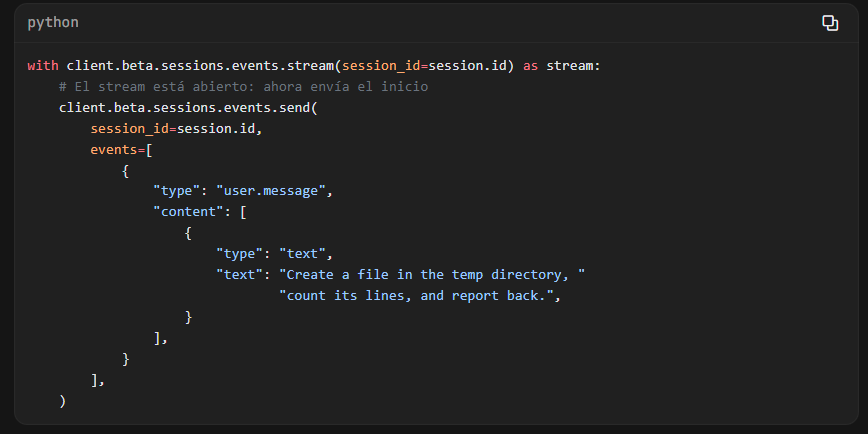 python
with client.beta.sessions.events.stream(session_id=session.id) as stream:
    # El stream está abierto: ahora envía el inicio
    client.beta.sessions.events.send(
        session_id=session.id,
        events=[
            {
                "type": "user.message",
                "content": [
                    {
                        "type": "text",
                        "text": "Create a file in the temp directory, "
                                "count its lines, and report back.",
                    }
                ],
            }
        ],
    )